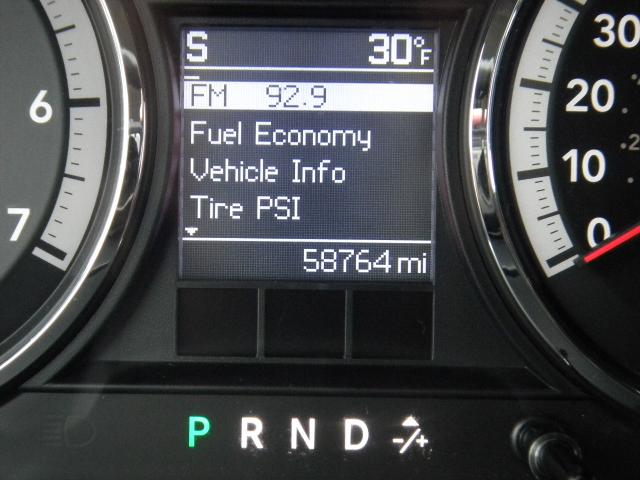 S 30°F
FM 92.9
Fuel Economy
Vehicle Info
Tire PSI
58764 mi
6
7
30
20
10
0
P R N D -/+